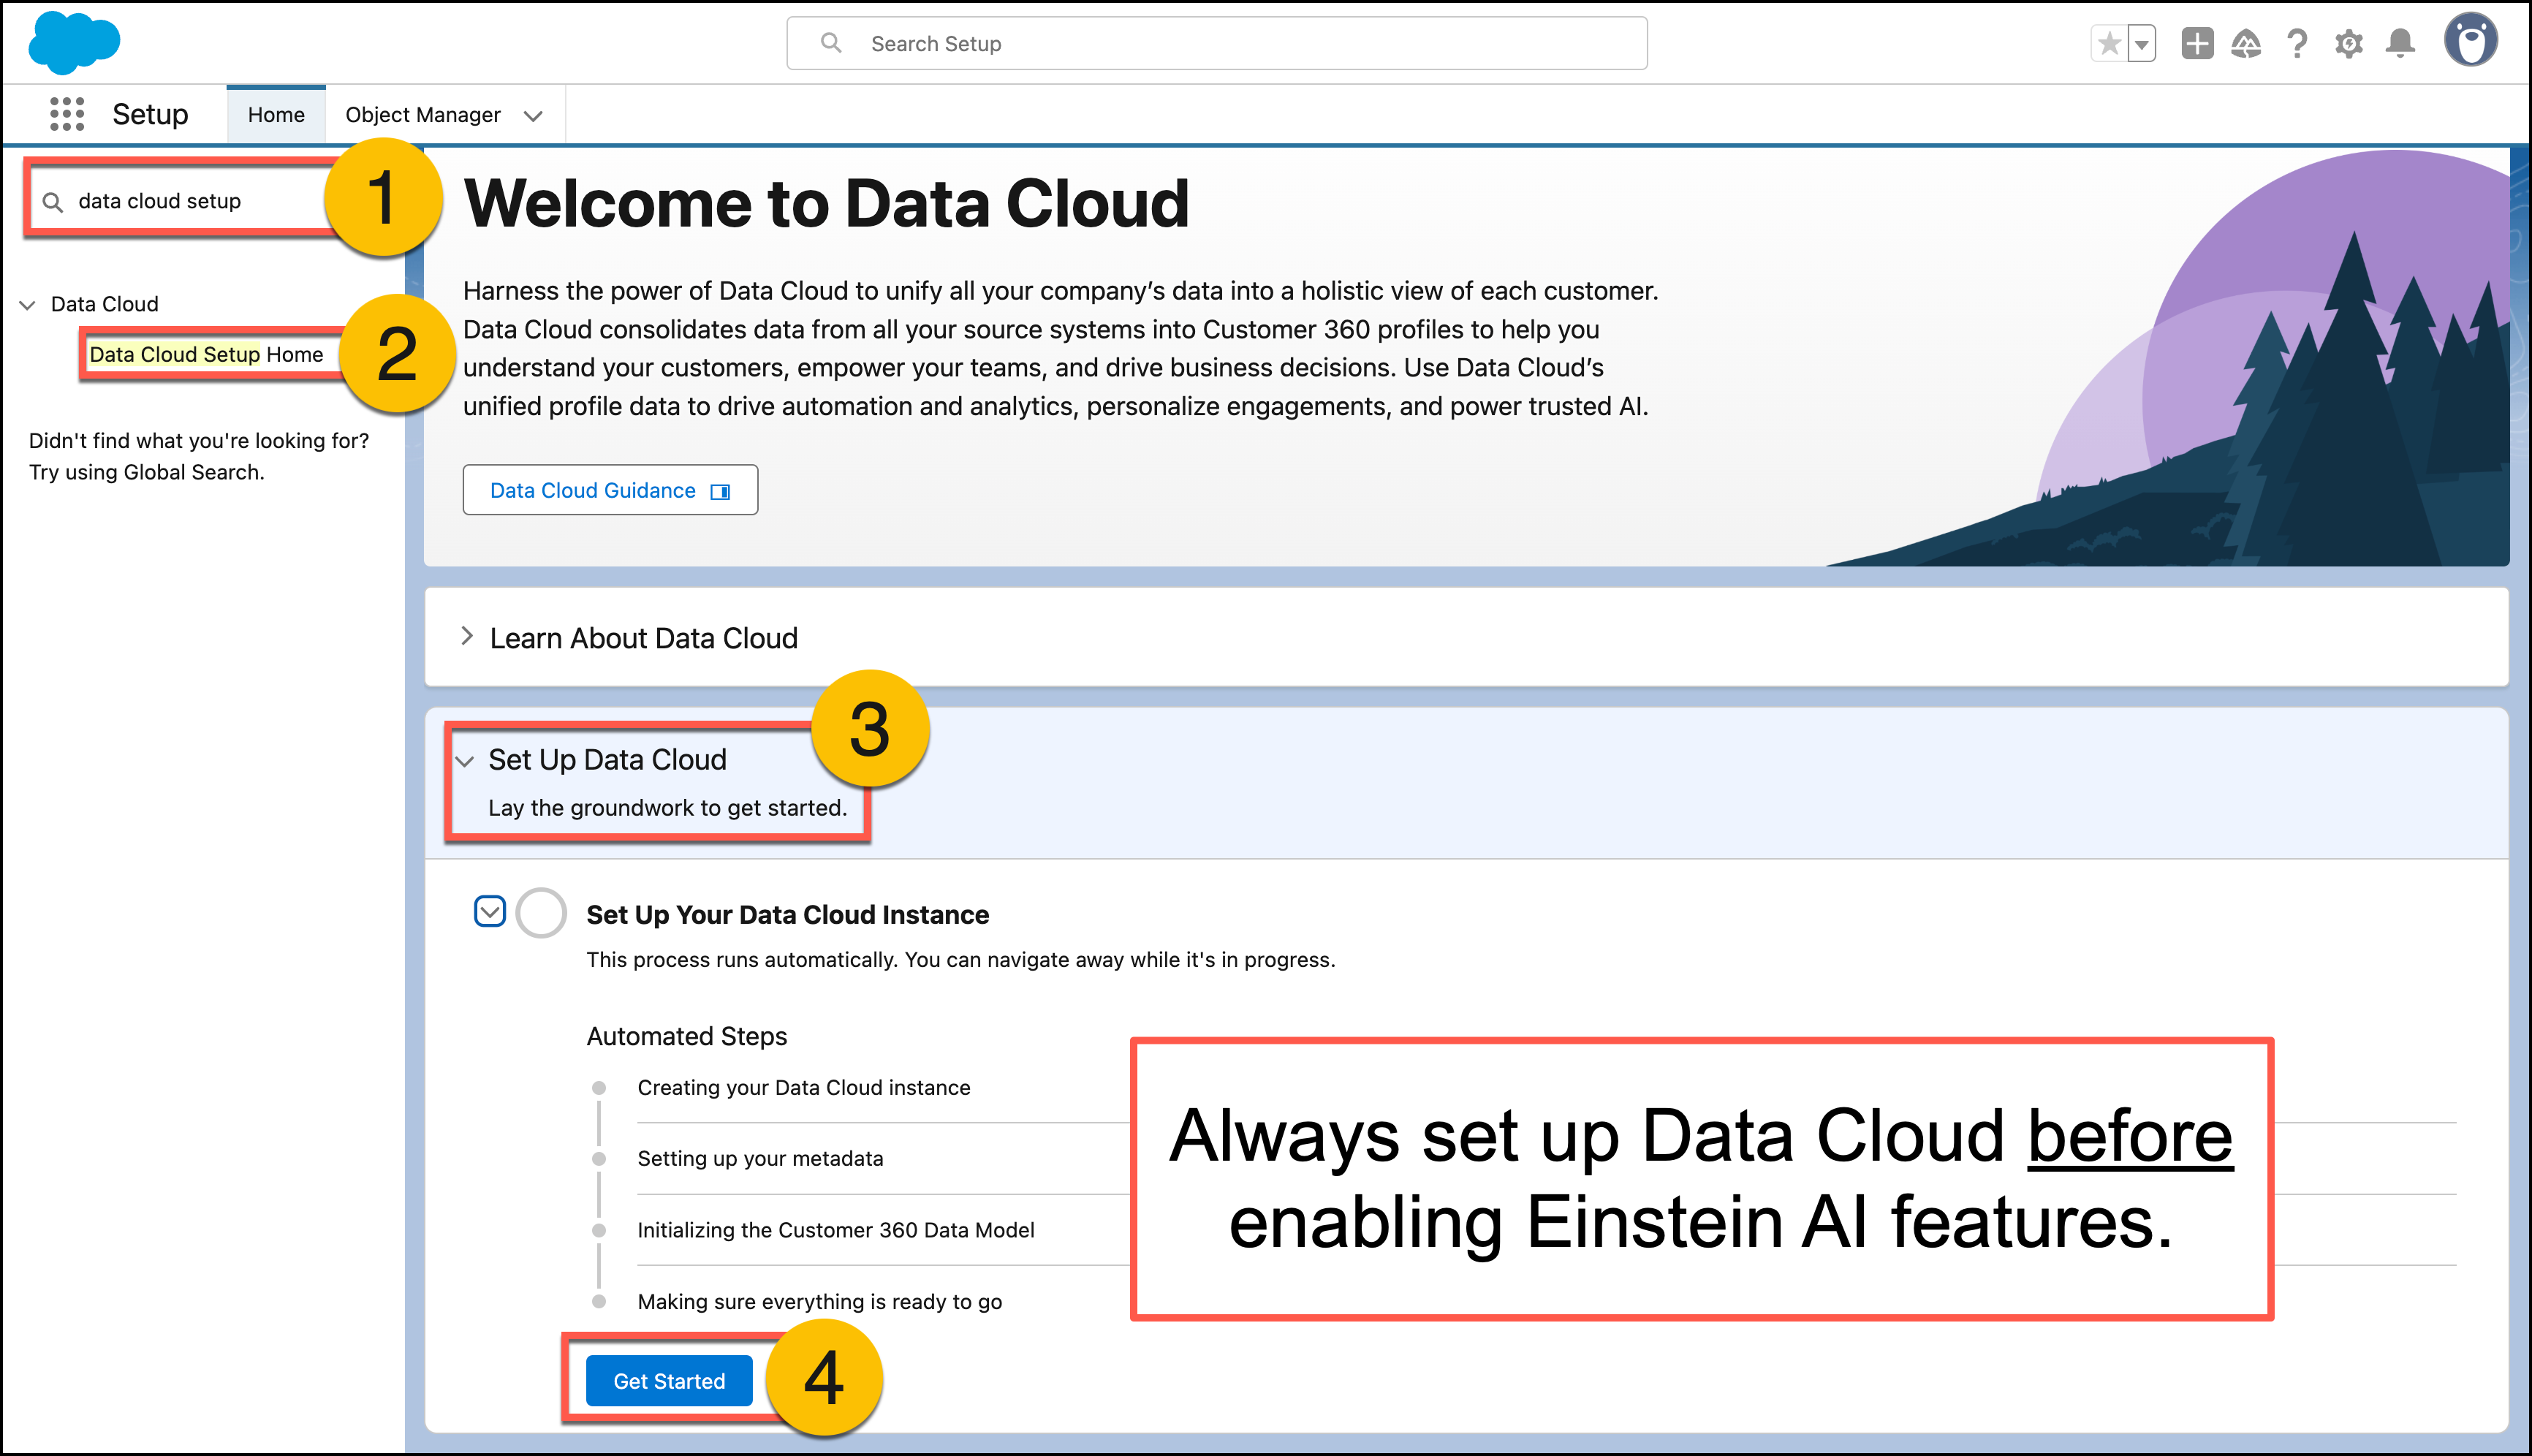 Search Setup
Setup
Home
Object Manager
data cloud setup
1
Data Cloud
Data Cloud Setup Home
2
Didn't find what you're looking for?
Try using Global Search.
Welcome to Data Cloud
Harness the power of Data Cloud to unify all your company’s data into a holistic view of each customer.
Data Cloud consolidates data from all your source systems into Customer 360 profiles to help you
understand your customers, empower your teams, and drive business decisions. Use Data Cloud’s
unified profile data to drive automation and analytics, personalize engagements, and power trusted AI.
Data Cloud Guidance
Learn About Data Cloud
3
Set Up Data Cloud
Lay the groundwork to get started.
Set Up Your Data Cloud Instance
This process runs automatically. You can navigate away while it's in progress.
Automated Steps
Creating your Data Cloud instance
Setting up your metadata
Initializing the Customer 360 Data Model
Making sure everything is ready to go
Always set up Data Cloud before
enabling Einstein AI features.
Get Started
4